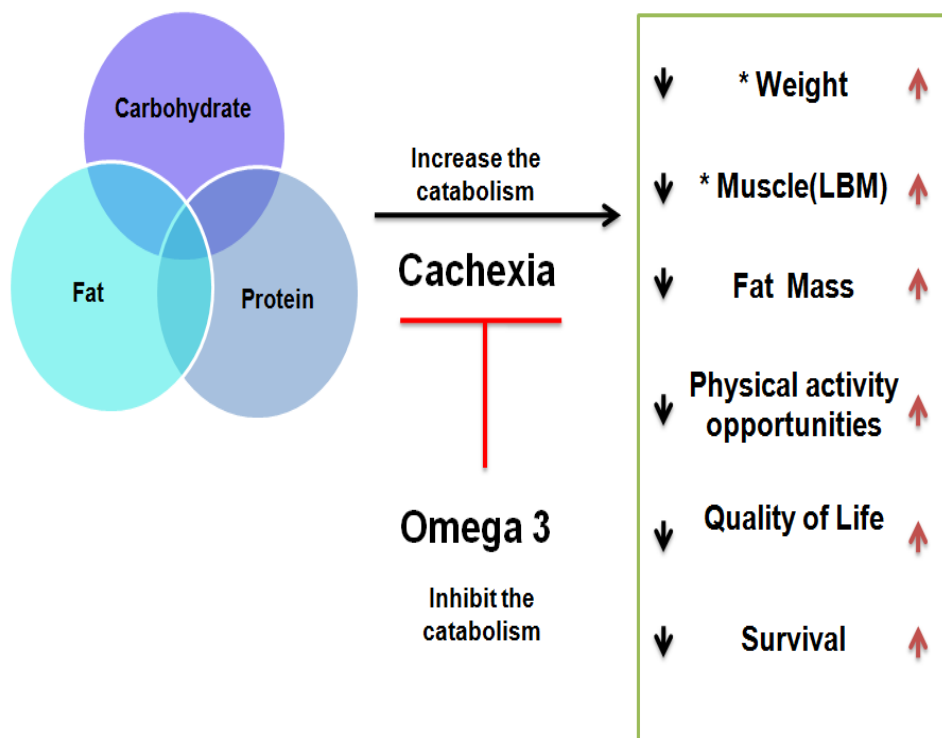 Carbohydrate
Fat
Protein
Increase the
catabolism
Cachexia
Omega 3
Inhibit the
catabolism
* Weight
* Muscle(LBM)
Fat Mass
Physical activity
opportunities
Quality of Life
Survival